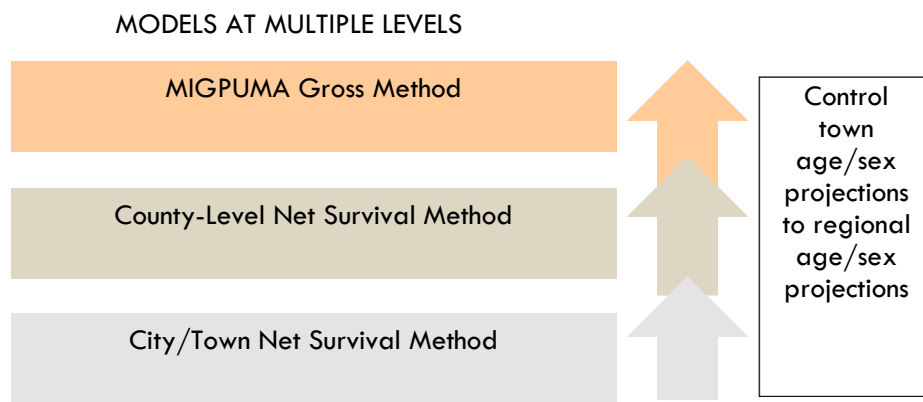 MODELS AT MULTIPLE LEVELS
MIGPUMA Gross Method
County-Level Net Survival Method
City/Town Net Survival Method
Control
town
age/sex
projections
to regional
age/sex
projections